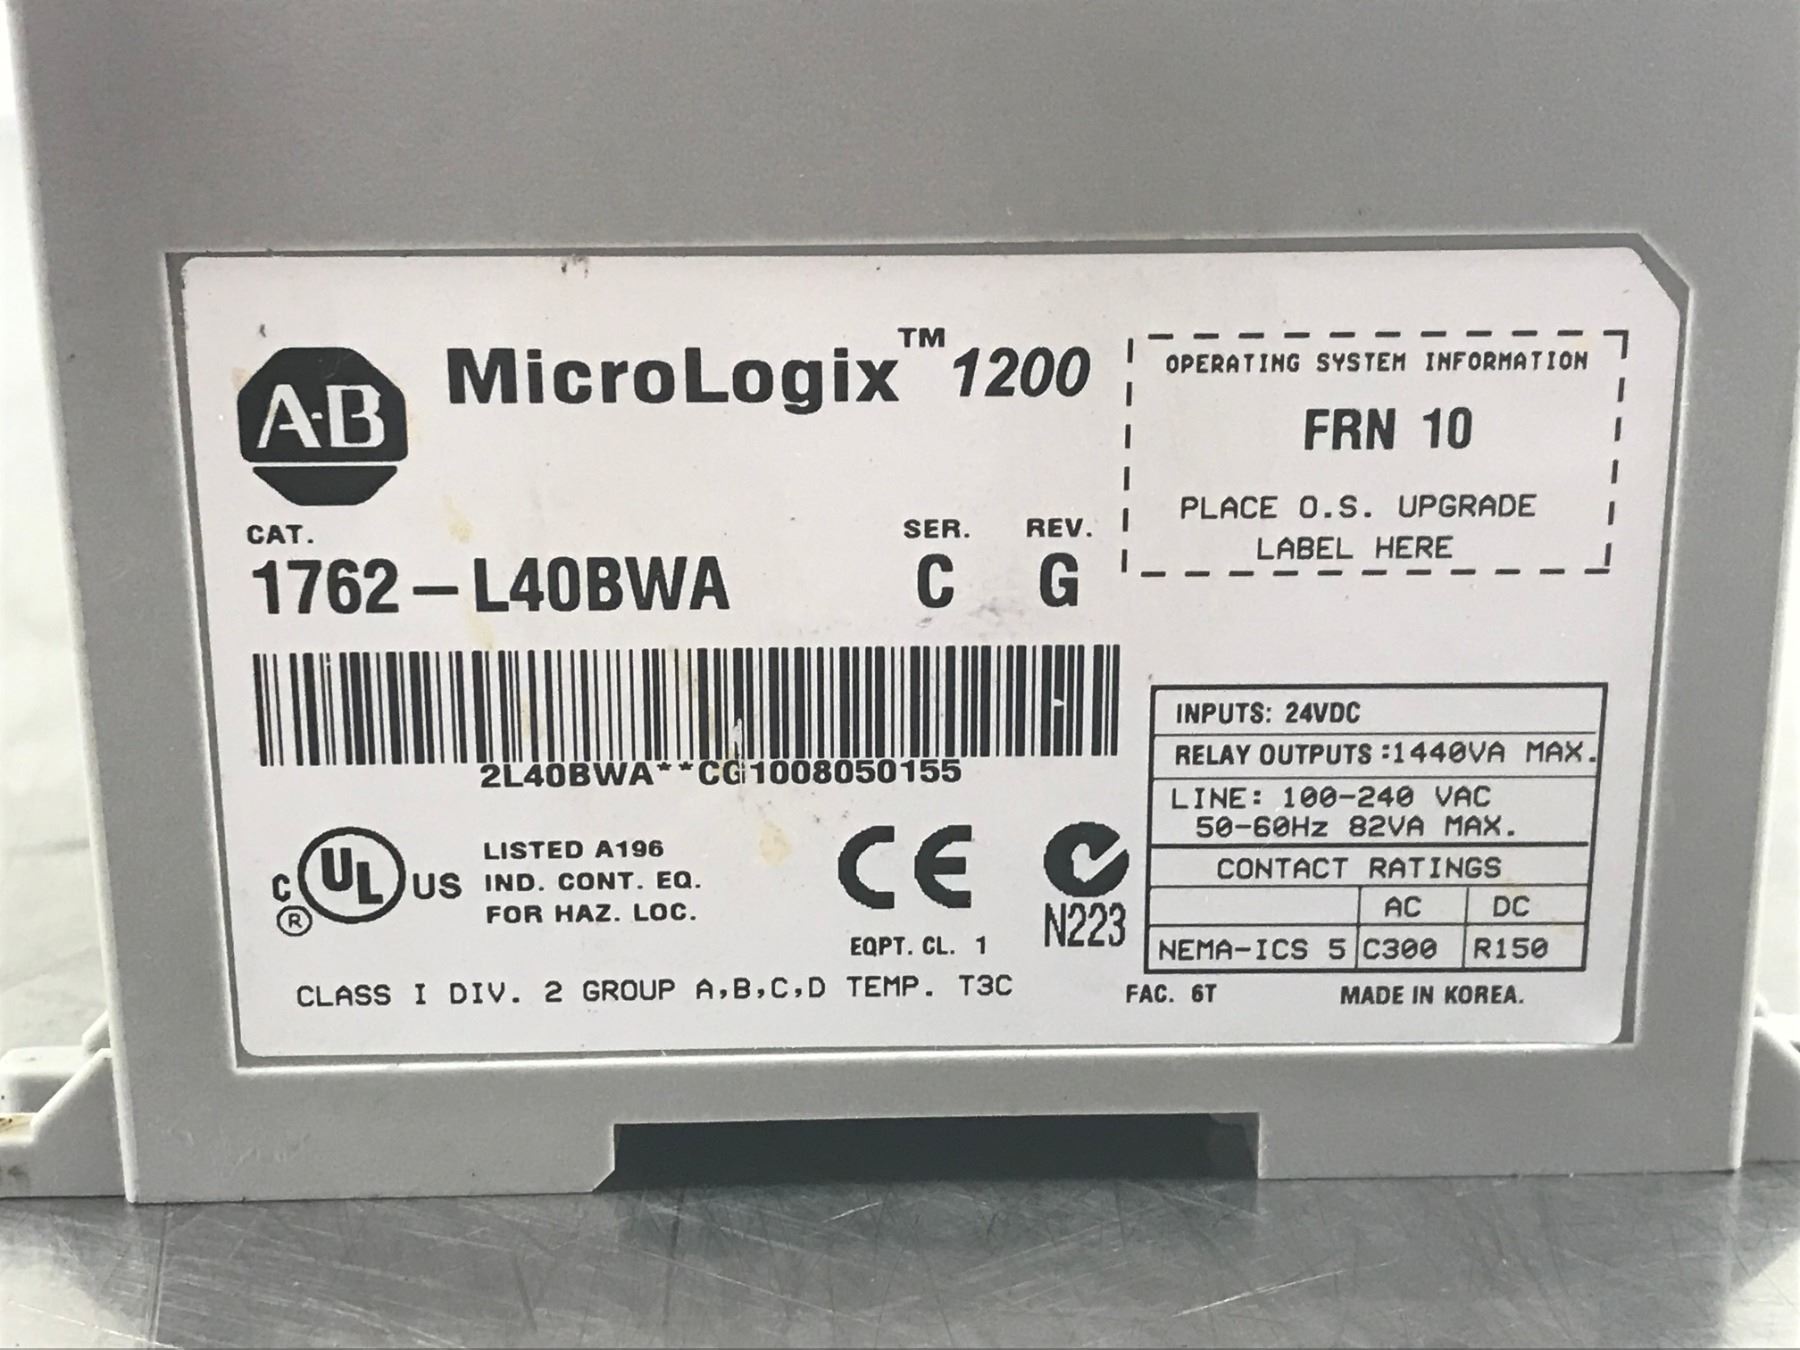 A-B
MicroLogix™ 1200
OPERATING SYSTEM INFORMATION
FRN 10
PLACE O.S. UPGRADE
LABEL HERE
CAT. SER. REV.
1762-L40BWA C G
2L40BWA**CG1008050155
INPUTS: 24VDC
RELAY OUTPUTS :1440VA MAX.
LINE: 100-240 VAC
50-60Hz 82VA MAX.
CONTACT RATINGS
AC DC
NEMA-ICS 5 C300 R150
C UL US ®
LISTED A196
IND. CONT. EQ.
FOR HAZ. LOC.
CE
EQPT. CL. 1
N223
CLASS I DIV. 2 GROUP A,B,C,D TEMP. T3C
FAC. 6T MADE IN KOREA.